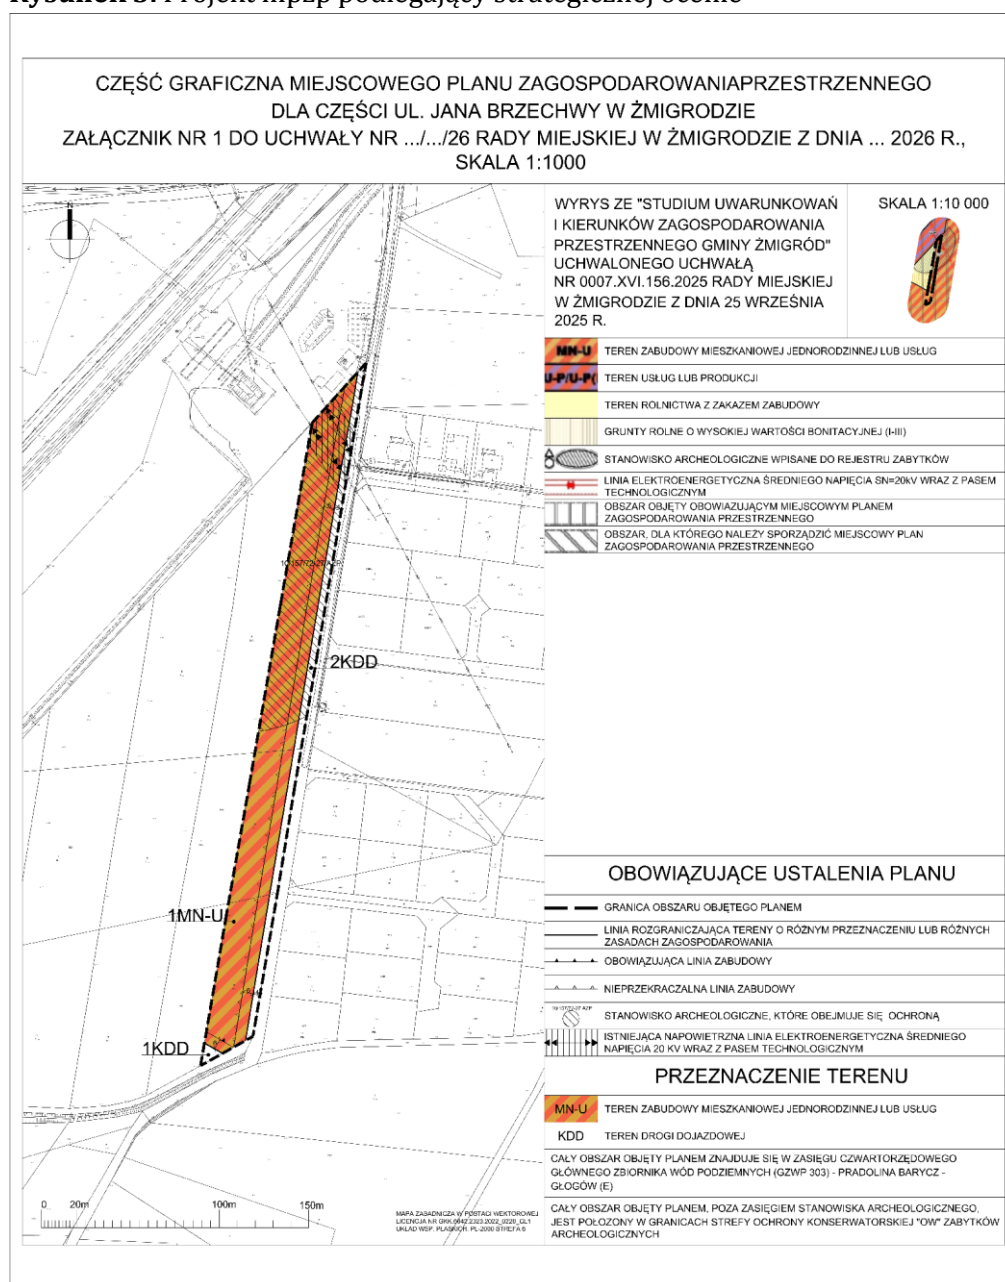 Rysunek 3. Projekt mpzp podlegający strategicznej ocenie
CZĘŚĆ GRAFICZNA MIEJSCOWEGO PLANU ZAGOSPODAROWANIAPRZESTRZENNEGO
DLA CZĘŚCI UL. JANA BRZECHWY W ŻMIGRODZIE
ZAŁĄCZNIK NR 1 DO UCHWAŁY NR .../.../26 RADY MIEJSKIEJ W ŻMIGRODZIE Z DNIA ... 2026 R.,
SKALA 1:1000
N
WYRYS ZE "STUDIUM UWARUNKOWAŃ
I KIERUNKÓW ZAGOSPODAROWANIA
PRZESTRZENNEGO GMINY ŻMIGRÓD"
UCHWALONEGO UCHWAŁĄ
NR 0007.XVI.156.2025 RADY MIEJSKIEJ
W ŻMIGRODZIE Z DNIA 25 WRZEŚNIA
2025 R.
SKALA 1:10 000
MN-U TEREN ZABUDOWY MIESZKANIOWEJ JEDNORODZINNEJ LUB USŁUG
U-P/U-P( TEREN USŁUG LUB PRODUKCJI
TEREN ROLNICTWA Z ZAKAZEM ZABUDOWY
GRUNTY ROLNE O WYSOKIEJ WARTOŚCI BONITACYJNEJ (I-III)
STANOWISKO ARCHEOLOGICZNE WPISANE DO REJESTRU ZABYTKÓW
LINIA ELEKTROENERGETYCZNA ŚREDNIEGO NAPIĘCIA SN=20kV WRAZ Z PASEM
TECHNOLOGICZNYM
OBSZAR OBJĘTY OBOWIAZUJĄCYM MIEJSCOWYM PLANEM
ZAGOSPODAROWANIA PRZESTRZENNEGO
OBSZAR, DLA KTÓREGO NALEŻY SPORZĄDZIĆ MIEJSCOWY PLAN
ZAGOSPODAROWANIA PRZESTRZENNEGO
2KDD
1MN-U
1KDD
OBOWIĄZUJĄCE USTALENIA PLANU
GRANICA OBSZARU OBJĘTEGO PLANEM
LINIA ROZGRANICZAJĄCA TERENY O RÓŻNYM PRZEZNACZENIU LUB RÓŻNYCH
ZASADACH ZAGOSPODAROWANIA
OBOWIĄZUJĄCA LINIA ZABUDOWY
NIEPRZEKRACZALNA LINIA ZABUDOWY
STANOWISKO ARCHEOLOGICZNE, KTÓRE OBEJMUJE SIĘ OCHRONĄ
ISTNIEJĄCA NAPOWIETRZNA LINIA ELEKTROENERGETYCZNA ŚREDNIEGO
NAPIĘCIA 20 KV WRAZ Z PASEM TECHNOLOGICZNYM
PRZEZNACZENIE TERENU
MN-U TEREN ZABUDOWY MIESZKANIOWEJ JEDNORODZINNEJ LUB USŁUG
KDD TEREN DROGI DOJAZDOWEJ
CAŁY OBSZAR OBJĘTY PLANEM ZNAJDUJE SIĘ W ZASIĘGU CZWARTORZĘDOWEGO
GŁÓWNEGO ZBIORNIKA WÓD PODZIEMNYCH (GZWP 303) - PRADOLINA BARYCZ -
GŁOGÓW (E)
CAŁY OBSZAR OBJĘTY PLANEM, POZA ZASIĘGIEM STANOWISKA ARCHEOLOGICZNEGO,
JEST POŁOŻONY W GRANICACH STREFY OCHRONY KONSERWATORSKIEJ "OW" ZABYTKÓW
ARCHEOLOGICZNYCH
0 20m 100m 150m
MAPA ZASADNICZA W POSTACI WEKTOROWEJ